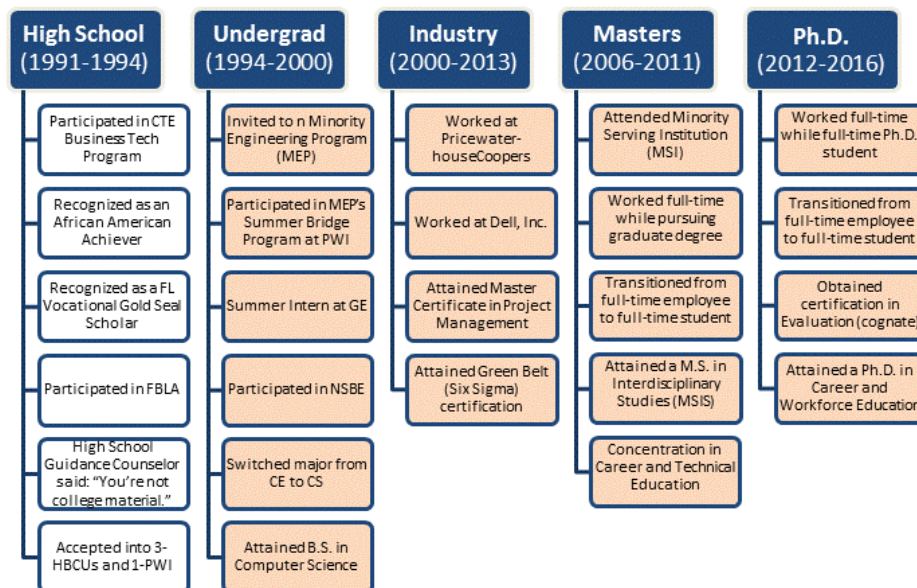 High School
(1991-1994)
Participated in CTE
Business Tech
Program
Recognized as an
African American
Achiever
Recognized as a FL
Vocational Gold Seal
Scholar
Participated in FBLA
High School
Guidance Counselor
said: “You’re not
college material.”
Accepted into 3-
HBCUs and 1-PWI
Undergrad
(1994-2000)
Invited to n Minority
Engineering Program
(MEP)
Participated in MEP’s
Summer Bridge
Program at PWI
Summer Intern at GE
Participated in NSBE
Switched major from
CE to CS
Attained B.S. in
Computer Science
Industry
(2000-2013)
Worked at
Pricewater-
houseCoopers
Worked at Dell, Inc.
Attained Master
Certificate in Project
Management
Attained Green Belt
(Six Sigma)
certification
Masters
(2006-2011)
Attended Minority
Serving Institution
(MSI)
Worked full-time
while pursuing
graduate degree
Transitioned from
full-time employee
to full-time student
Attained a M.S. in
Interdisciplinary
Studies (MSIS)
Concentration in
Career and Technical
Education
Ph.D.
(2012-2016)
Worked full-time
while full-time Ph.D.
student
Transitioned from
full-time employee
to full-time student
Obtained
certification in
Evaluation (cognate)
Attained a Ph.D. in
Career and
Workforce Education